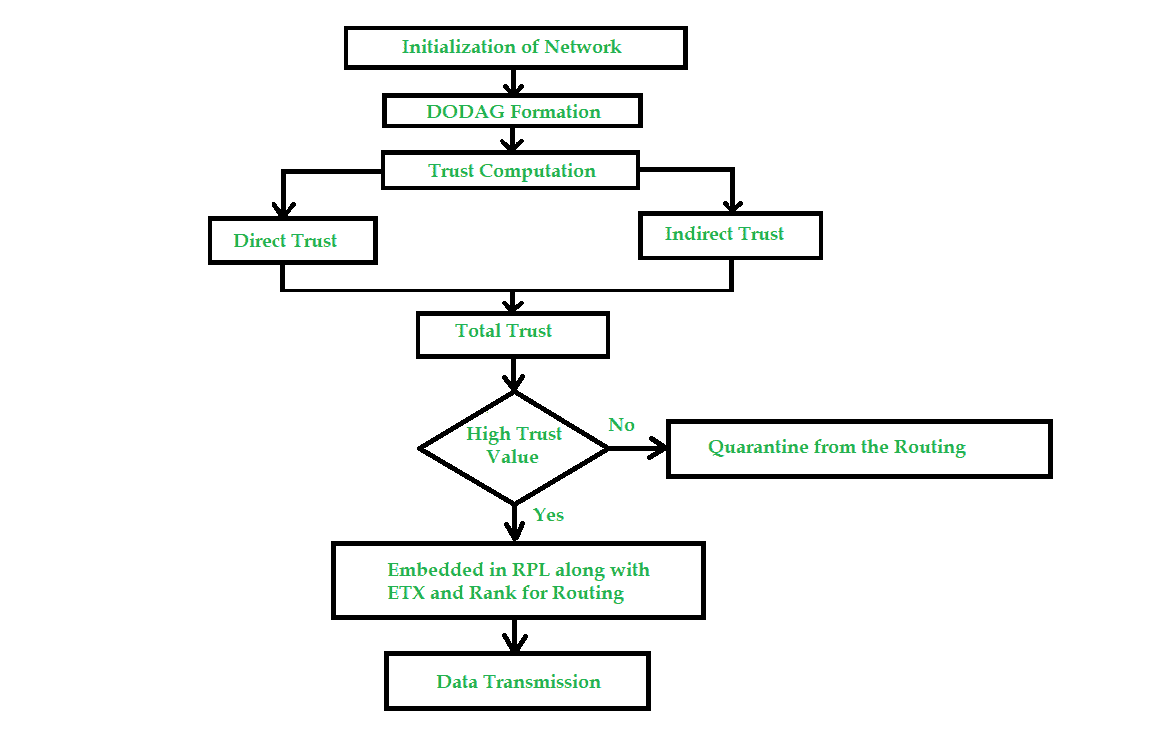 Initialization of Network
DODAG Formation
Trust Computation
Direct Trust
Indirect Trust
Total Trust
High Trust
Value
No
Quarantine from the Routing
Yes
Embedded in RPL along with
ETX and Rank for Routing
Data Transmission